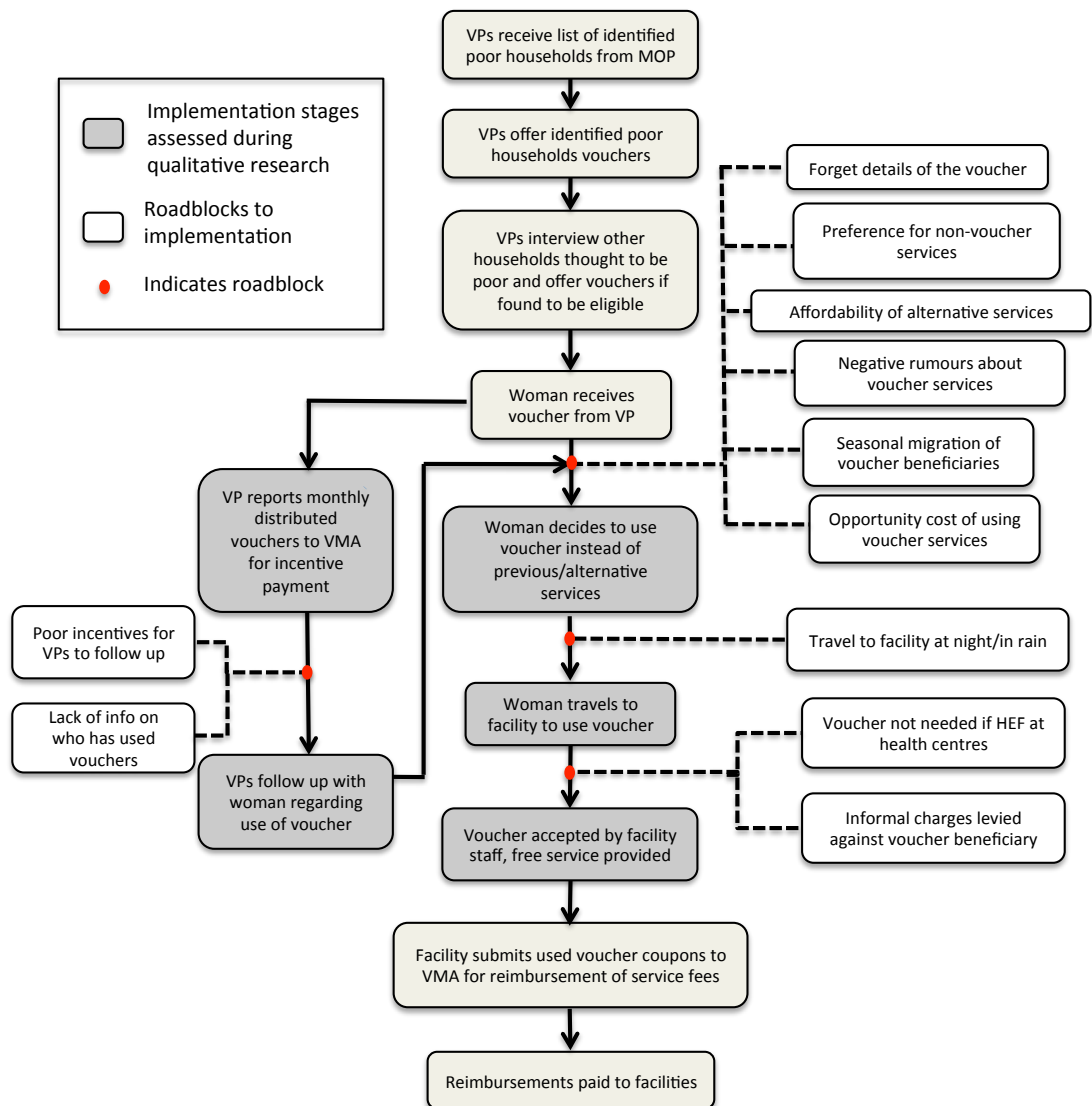 VPs receive list of identified
poor households from MOP
Implementation stages
assessed during
qualitative research
Roadblocks to
implementation
Indicates roadblock
VPs offer identified poor
households vouchers
VPs interview other
households thought to be
poor and offer vouchers if
found to be eligible
Woman receives
voucher from VP
Forget details of the voucher
Preference for non-voucher
services
Affordability of alternative services
Negative rumours about
voucher services
Seasonal migration of
voucher beneficiaries
Opportunity cost of using
voucher services
VP reports monthly
distributed
vouchers to VMA
for incentive
payment
Woman decides to use
voucher instead of
previous/alternative
services
Poor incentives for
VPs to follow up
Lack of info on
who has used
vouchers
VPs follow up with
woman regarding
use of voucher
Travel to facility at night/in rain
Woman travels to
facility to use voucher
Voucher not needed if HEF at
health centres
Informal charges levied
against voucher beneficiary
Voucher accepted by facility
staff, free service provided
Facility submits used voucher coupons to
VMA for reimbursement of service fees
Reimbursements paid to facilities